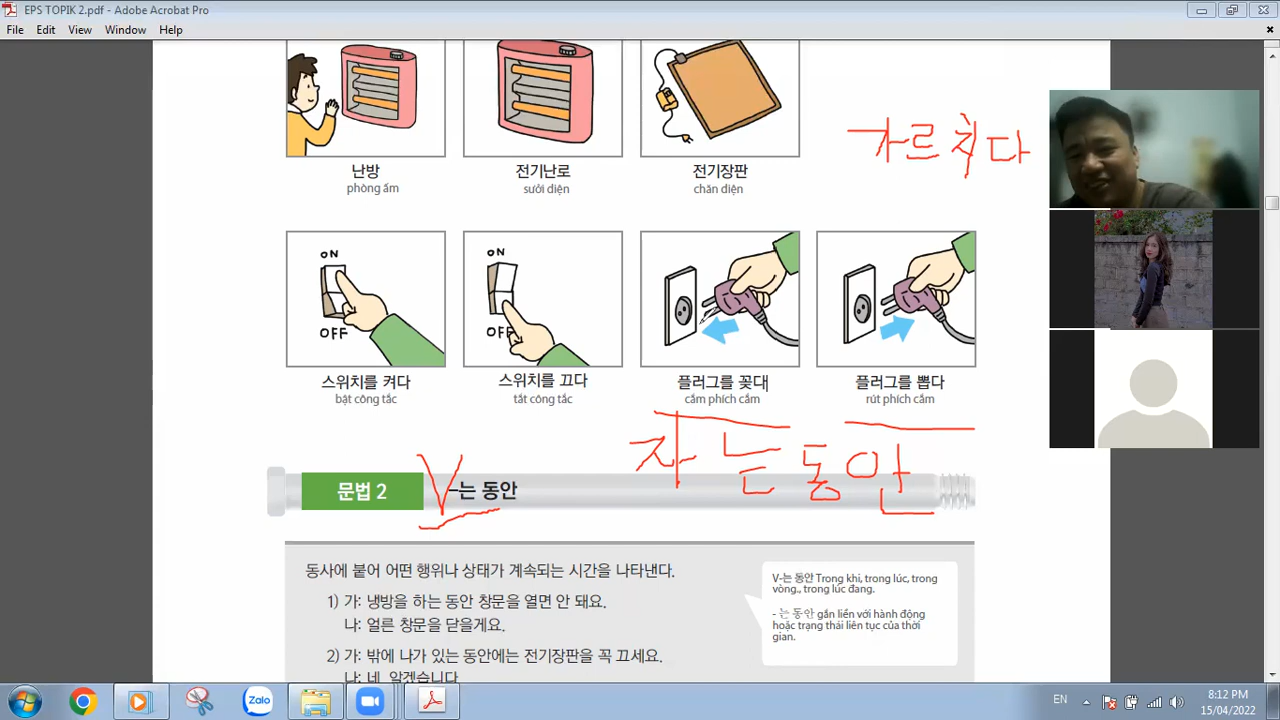 EPS TOPIK 2.pdf - Adobe Acrobat Pro
File Edit View Window Help
가르치다
난방
phòng ấm
전기난로
sưởi điện
전기장판
chăn điện
ON
OFF
ON
OFF
스위치를 켜다
bật công tắc
스위치를 끄다
tắt công tắc
플러그를 꽂다
cắm phích cắm
플러그를 뽑다
rút phích cắm
자는동안
문법 2
V
-는 동안
동사에 붙어 어떤 행위나 상태가 계속되는 시간을 나타낸다.
1) 가: 냉방을 하는 동안 창문을 열면 안 돼요.
나: 얼른 창문을 닫을게요.
2) 가: 밖에 나가 있는 동안에는 전기장판을 꼭 끄세요.
나: 네 알겠습니다
V-는 동안 Trong khi, trong lúc, trong
vòng., trong lúc đang.
- 는 동안 gắn liền với hành động
hoặc trạng thái liên tục của thời
gian.
Zalo
EN
8:12 PM
15/04/2022